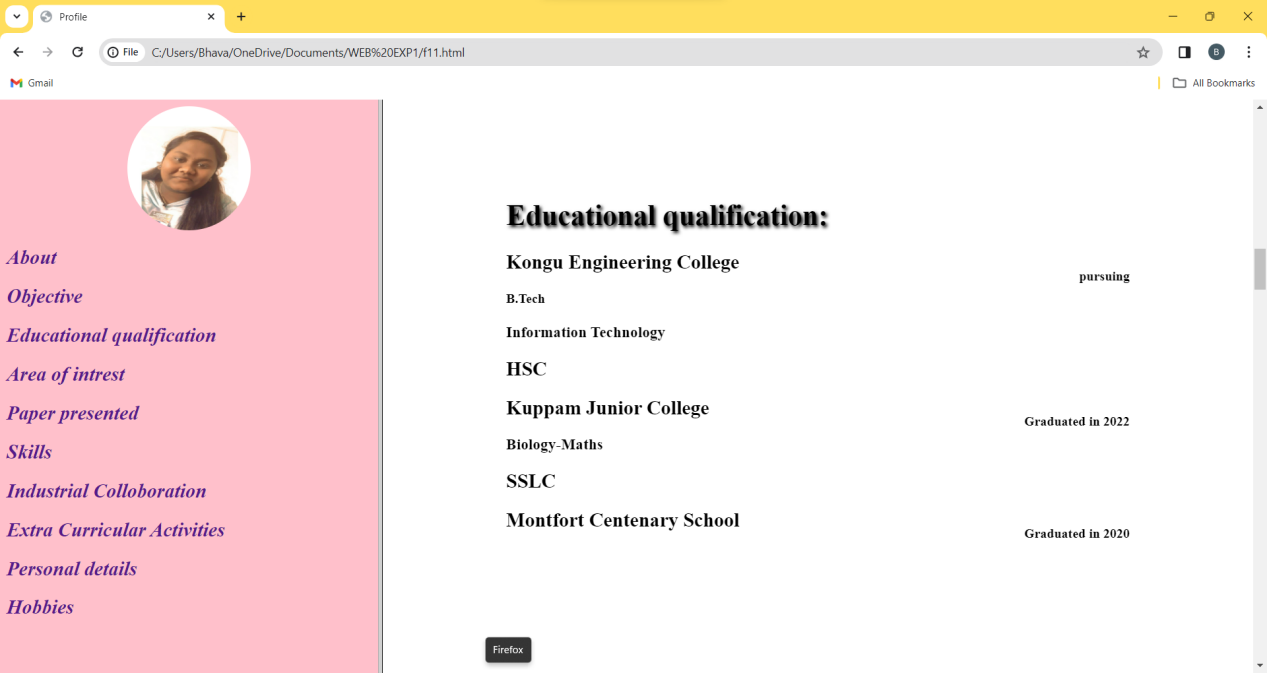 Profile
File C:/Users/Bhava/OneDrive/Documents/WEB%20EXP1/f11.html
B
Gmail
All Bookmarks
About
Objective
Educational qualification
Area of intrest
Paper presented
Skills
Industrial Colloboration
Extra Curricular Activities
Personal details
Hobbies
Educational qualification:
Kongu Engineering College
pursuing
B.Tech
Information Technology
HSC
Kuppam Junior College
Graduated in 2022
Biology-Maths
SSLC
Montfort Centenary School
Graduated in 2020
Firefox